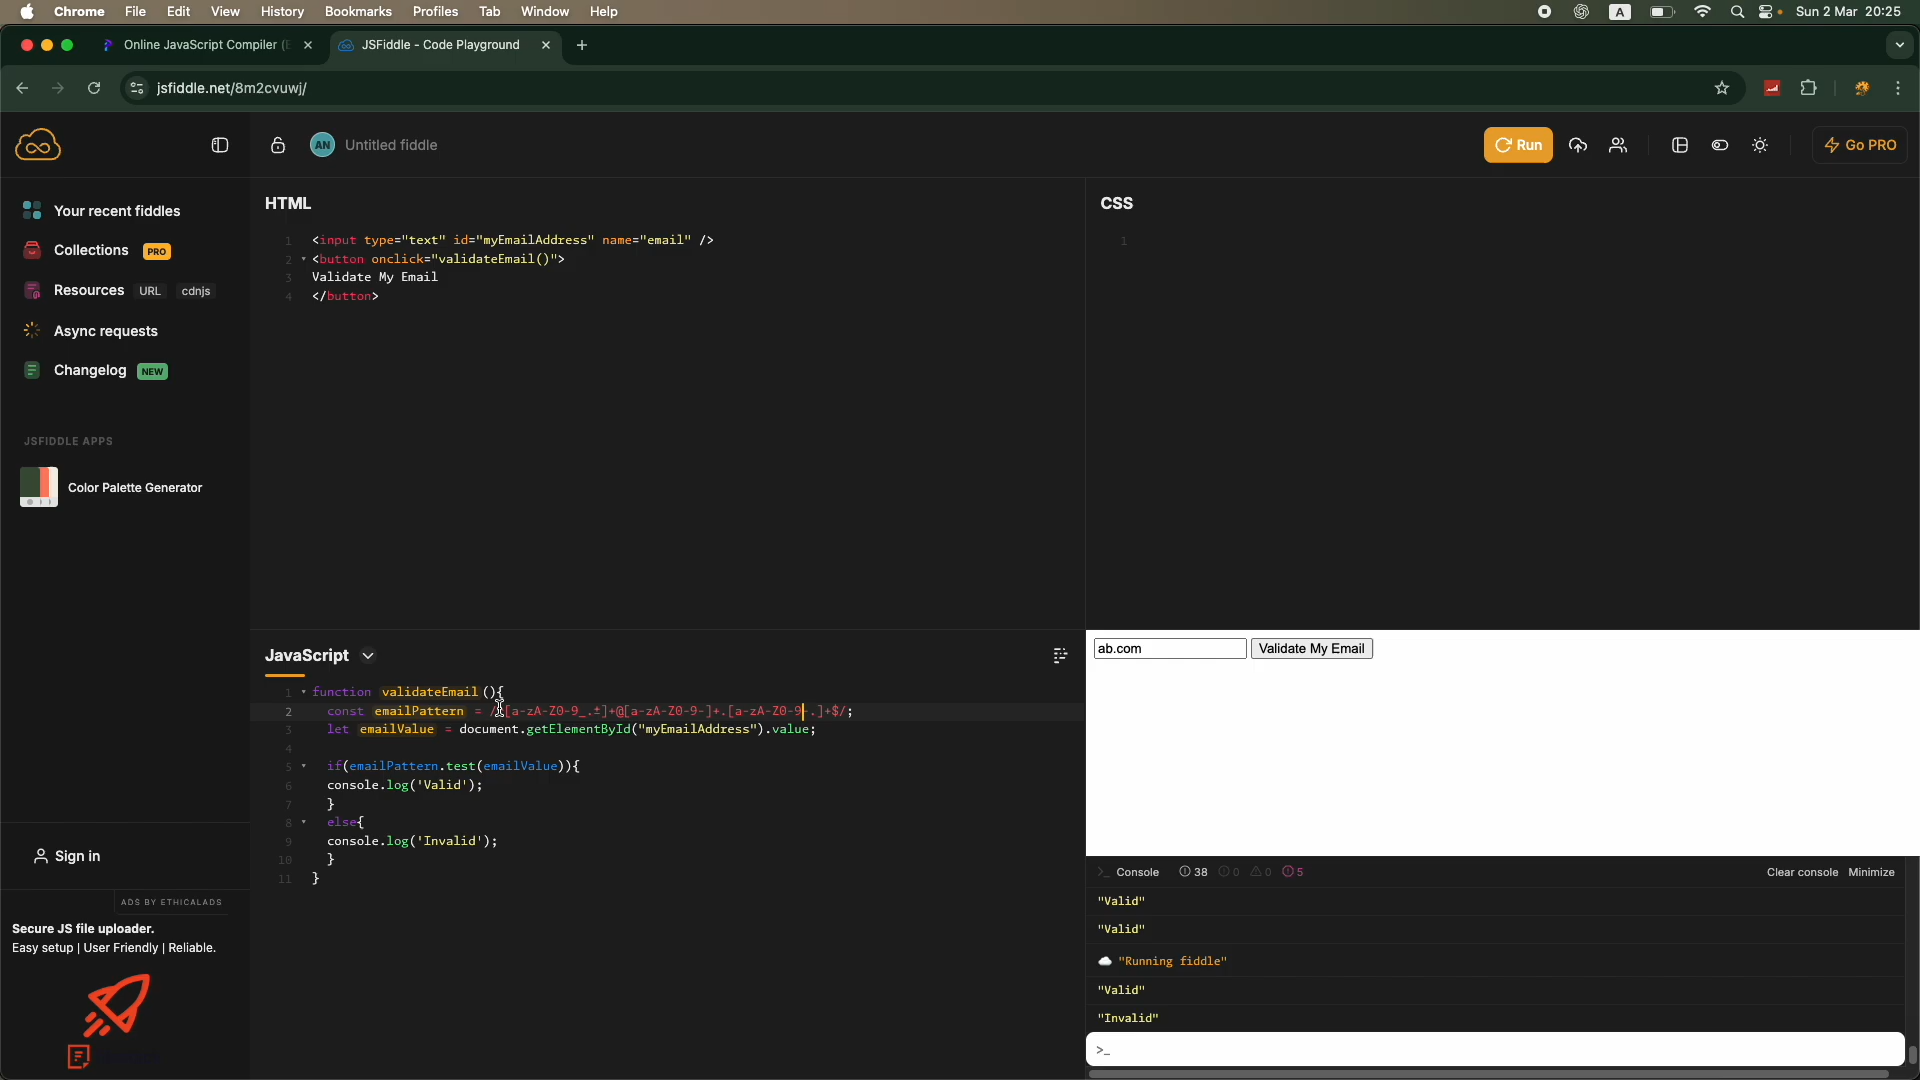 Chrome File Edit View History Bookmarks Profiles Tab Window Help
A
Sun 2 Mar 20:25
Online JavaScript Compiler (E
JSFiddle - Code Playground
jsfiddle.net/8m2cvuwj/
AN Untitled fiddle
Run
Go PRO
Your recent fiddles
Collections PRO
Resources URL cdnjs
Async requests
Changelog NEW
JSFIDDLE APPS
Color Palette Generator
Sign in
ADS BY ETHICALADS
Secure JS file uploader.
Easy setup | User Friendly | Reliable.
HTML
1 <input type="text" id="myEmailAddress" name="email" />
2 <button onclick="validateEmail()">
3 Validate My Email
4 </button>
CSS
1
JavaScript
1 function validateEmail (){
2 const emailPattern = /^[a-zA-Z0-9_.±]+@[a-zA-Z0-9-]+.[a-zA-Z0-9-.]+$/;
3 let emailValue = document.getElementById("myEmailAddress").value;
4
5 if(emailPattern.test(emailValue)){
6 console.log('Valid');
7 }
8 else{
9 console.log('Invalid');
10 }
11 }
ab.com Validate My Email
>_ Console 38 0 0 5 Clear console Minimize
"Valid"
"Valid"
"Running fiddle"
"Valid"
"Invalid"
>_